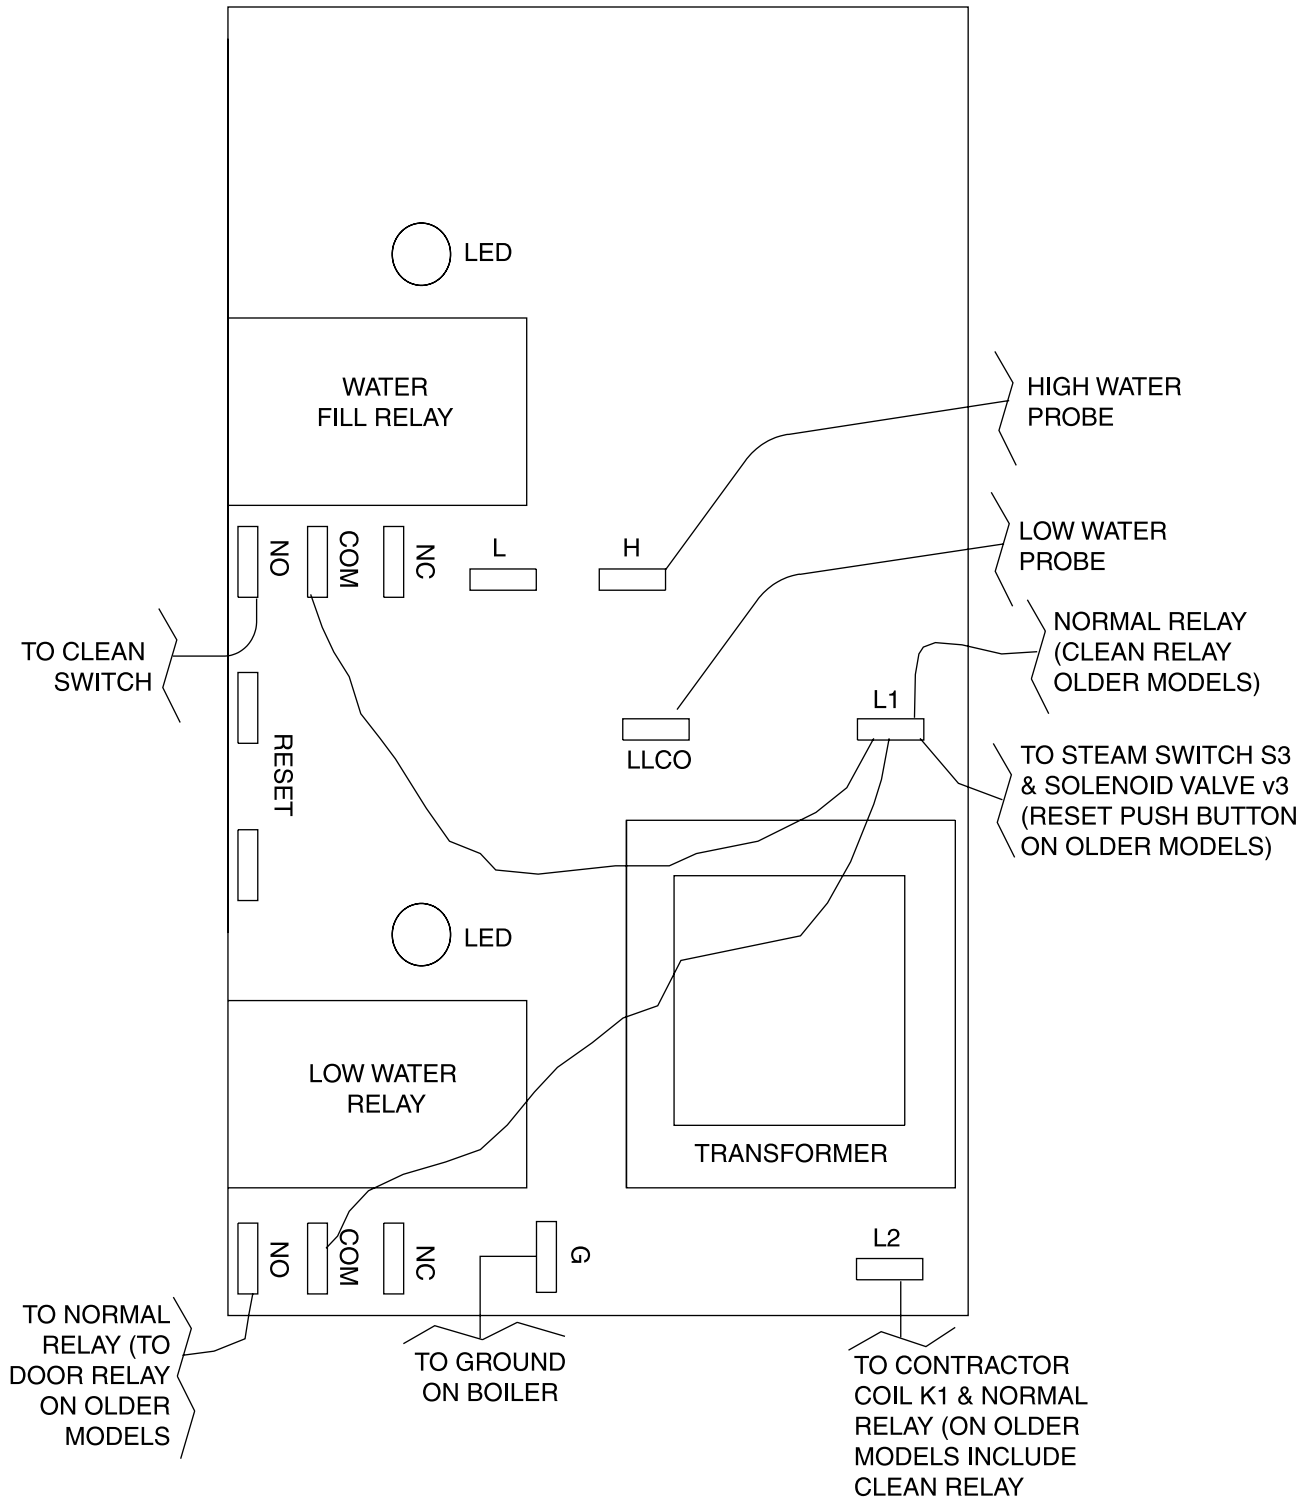 LED
WATER
FILL RELAY
HIGH WATER
PROBE
NO
COM
NC
L
H
LOW WATER
PROBE
TO CLEAN
SWITCH
NORMAL RELAY
(CLEAN RELAY
OLDER MODELS)
RESET
LLCO
L1
TO STEAM SWITCH S3
& SOLENOID VALVE v3
(RESET PUSH BUTTON
ON OLDER MODELS)
LED
LOW WATER
RELAY
TRANSFORMER
NO
COM
NC
G
L2
TO NORMAL
RELAY (TO
DOOR RELAY
ON OLDER
MODELS
TO GROUND
ON BOILER
TO CONTRACTOR
COIL K1 & NORMAL
RELAY (ON OLDER
MODELS INCLUDE
CLEAN RELAY